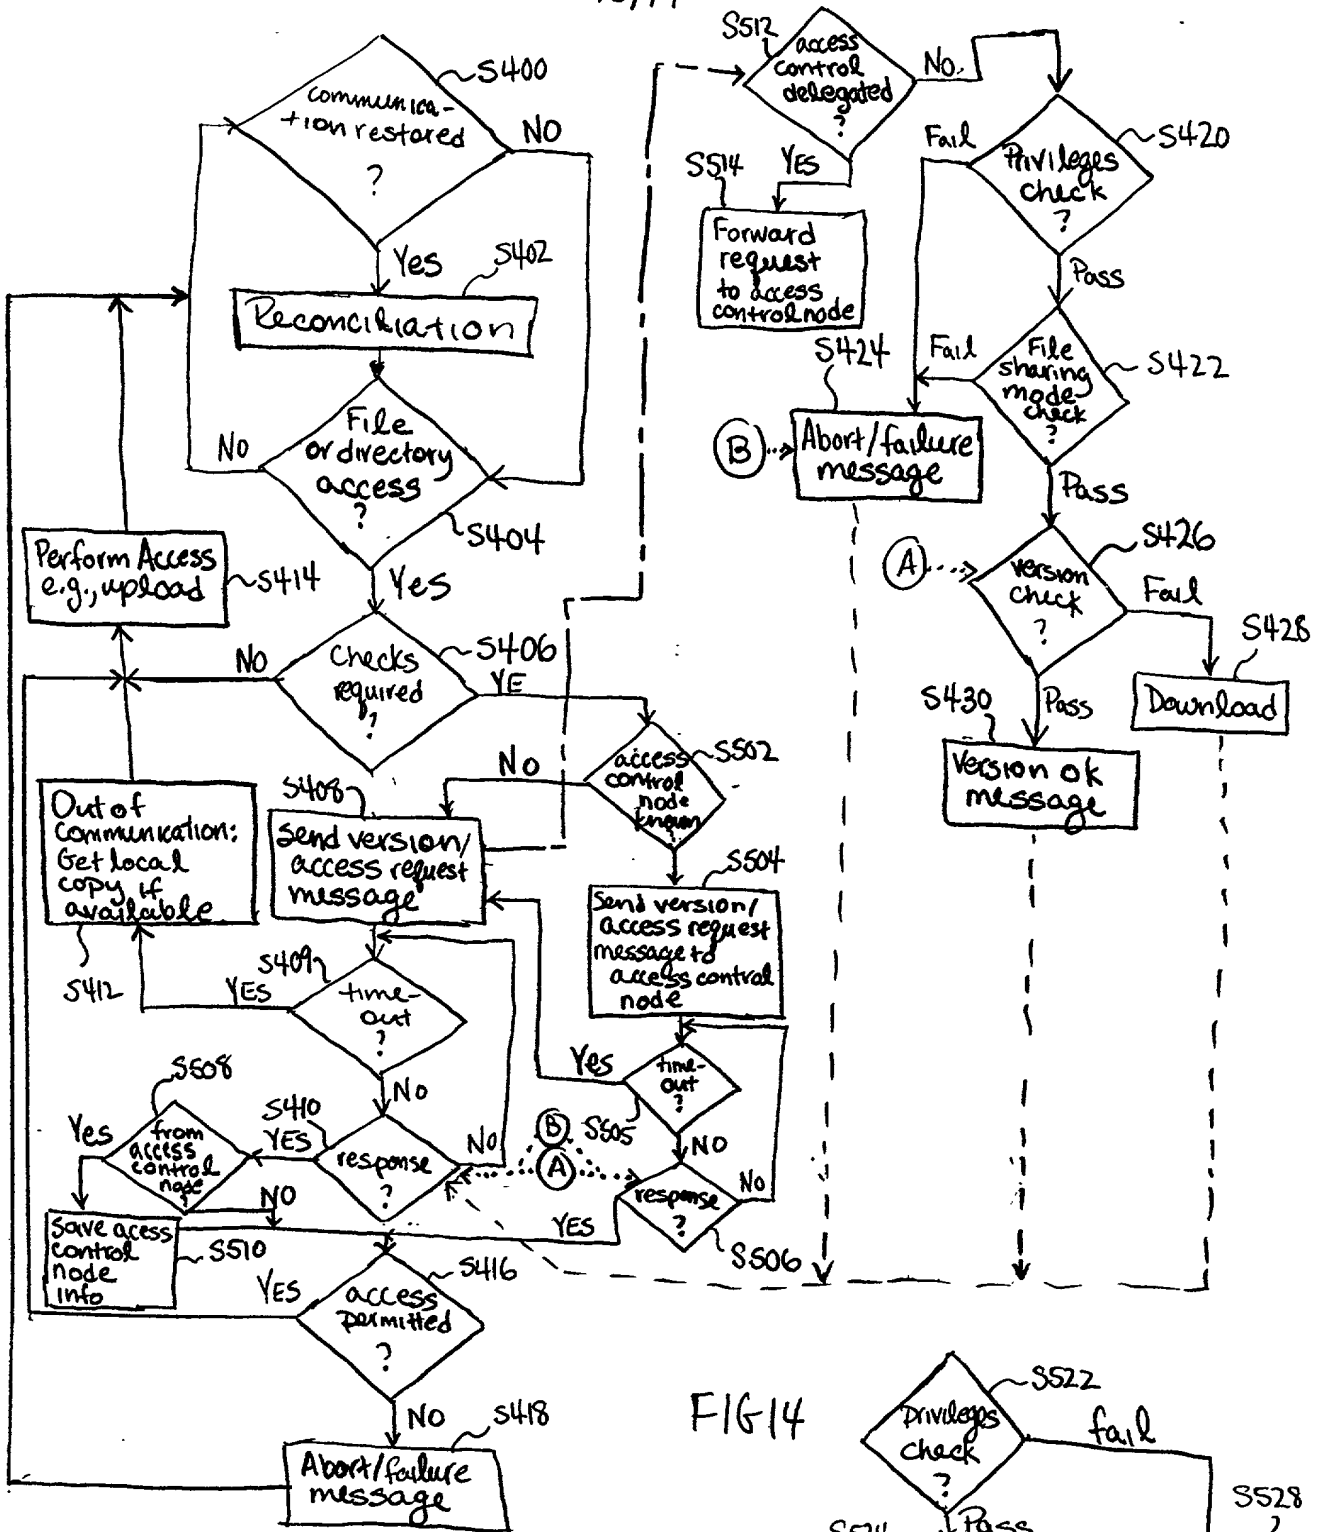 S400
communica-
tion restored
?
NO
Yes
S402
Reconciliation
File
or directory
access
?
No
S404
Yes
Perform Access
e.g., upload
S414
Checks
required
?
S406
NO
YE
access
control
node
known
S502
NO
S408
Send version/
access request
message
Out of
Communication:
Get local
copy if
available
S412
S504
Send version/
access request
message to
access control
node
S409
time-
out
?
YES
NO
time-
out
?
Yes
S505
NO
S508
from
access
control
node
?
Yes
NO
S410
response
?
YES
NO
B
A
response
?
No
YES
S506
Save acess
control
node
info
S510
S416
access
permitted
?
YES
NO
S418
Abort/failure
message
S512
access
control
delegated
?
No
YES
S514
Forward
request
to access
control node
S420
Privileges
check
?
Fail
Pass
S422
File
sharing
mode
check
?
Fail
Pass
S424
Abort/failure
message
B
A
S426
version
check
?
Fail
Pass
S428
Download
S430
Version ok
message
FIG 14
S522
privileges
check
?
fail
Pass
S528